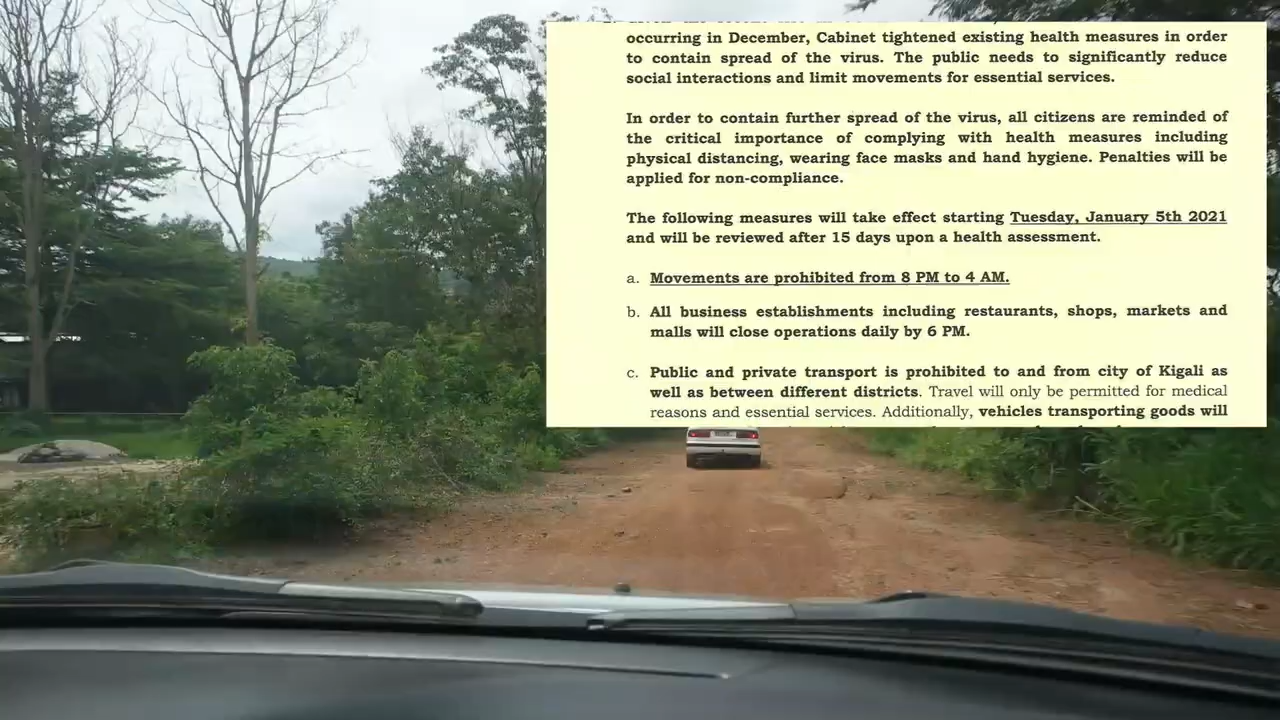 occurring in December, Cabinet tightened existing health measures in order
to contain spread of the virus. The public needs to significantly reduce
social interactions and limit movements for essential services.
In order to contain further spread of the virus, all citizens are reminded of
the critical importance of complying with health measures including
physical distancing, wearing face masks and hand hygiene. Penalties will be
applied for non-compliance.
The following measures will take effect starting Tuesday, January 5th 2021
and will be reviewed after 15 days upon a health assessment.
a. Movements are prohibited from 8 PM to 4 AM.
b. All business establishments including restaurants, shops, markets and
malls will close operations daily by 6 PM.
c. Public and private transport is prohibited to and from city of Kigali as
well as between different districts. Travel will only be permitted for medical
reasons and essential services. Additionally, vehicles transporting goods will